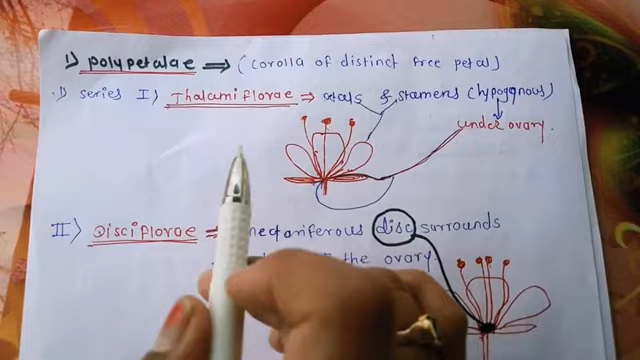 1) polypetalae ⇒ (corolla of distinct free petal)
1) series I) Thalamiflorae ⇒ & stamens (hypogynous)
under ovary.
II) Disciflorae ⇒ nectariferous disc surrounds
the ovary.